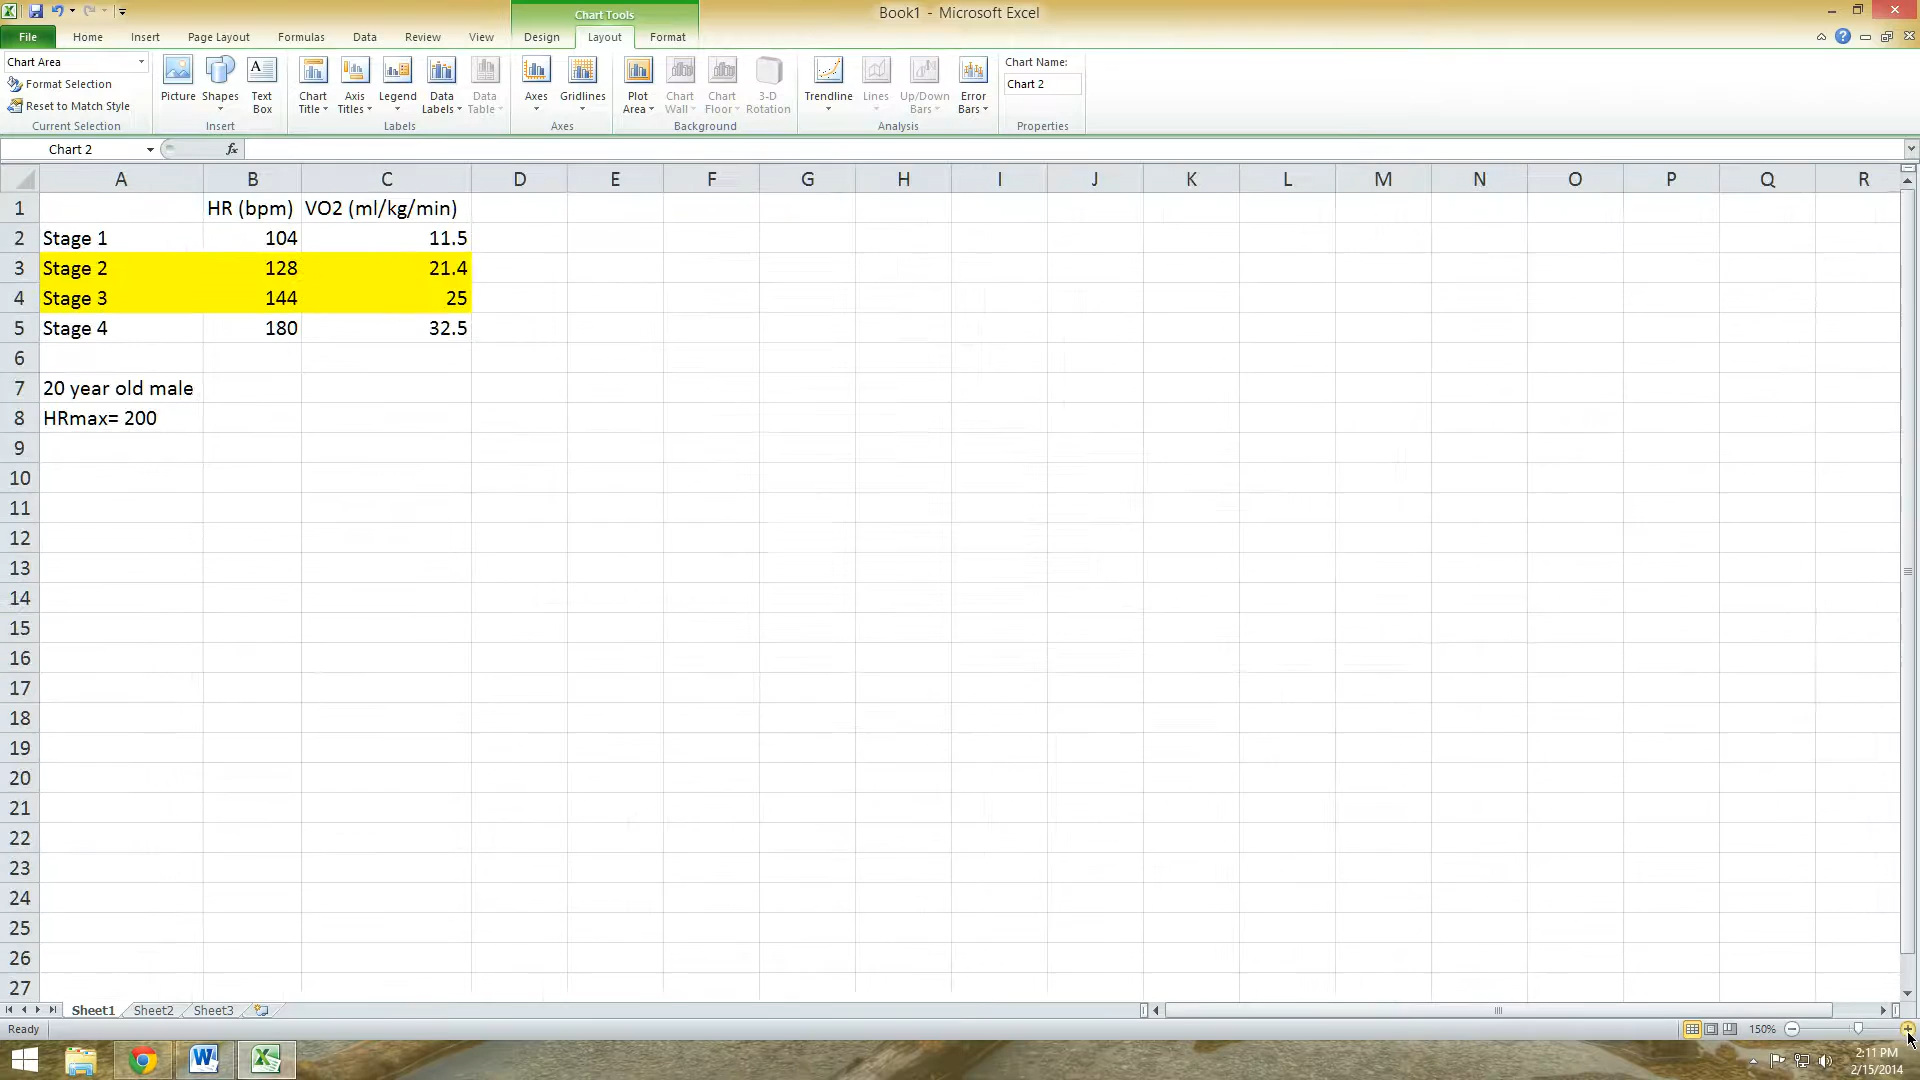 Chart Tools
Book1 - Microsoft Excel
File Home Insert Page Layout Formulas Data Review View Design Layout Format
Chart Area
Format Selection
Reset to Match Style
Current Selection
Picture Shapes Text Box
Insert
Chart Title Axis Titles Legend Data Labels Data Table
Labels
Axes Gridlines
Axes
Plot Area Chart Wall Chart Floor 3-D Rotation
Background
Trendline Lines Up/Down Bars Error Bars
Analysis
Chart Name:
Chart 2
Properties
Chart 2 fx
A B C D E F G H I J K L M N O P Q R
1 HR (bpm) VO2 (ml/kg/min)
2 Stage 1 104 11.5
3 Stage 2 128 21.4
4 Stage 3 144 25
5 Stage 4 180 32.5
6
7 20 year old male
8 HRmax= 200
9
10
11
12
13
14
15
16
17
18
19
20
21
22
23
24
25
26
27
Sheet1 Sheet2 Sheet3
Ready 150%
2:11 PM
2/15/2014